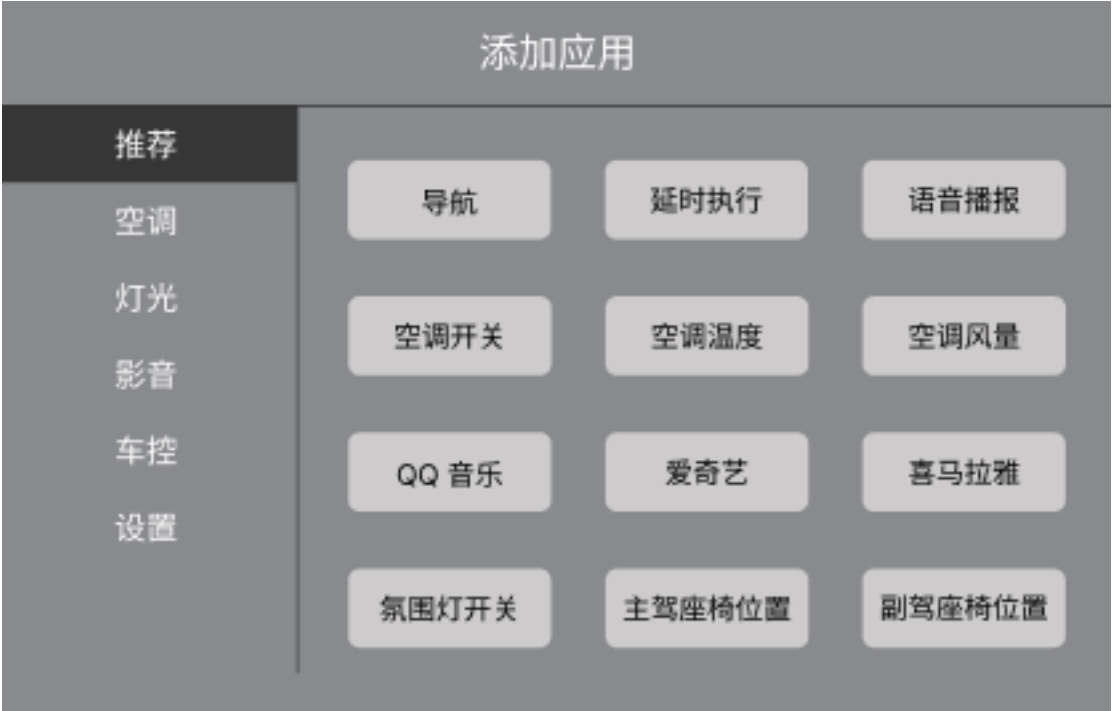 添加应用
推荐
空调
灯光
影音
车控
设置
导航
延时执行
语音播报
空调开关
空调温度
空调风量
QQ 音乐
爱奇艺
喜马拉雅
氛围灯开关
主驾座椅位置
副驾座椅位置